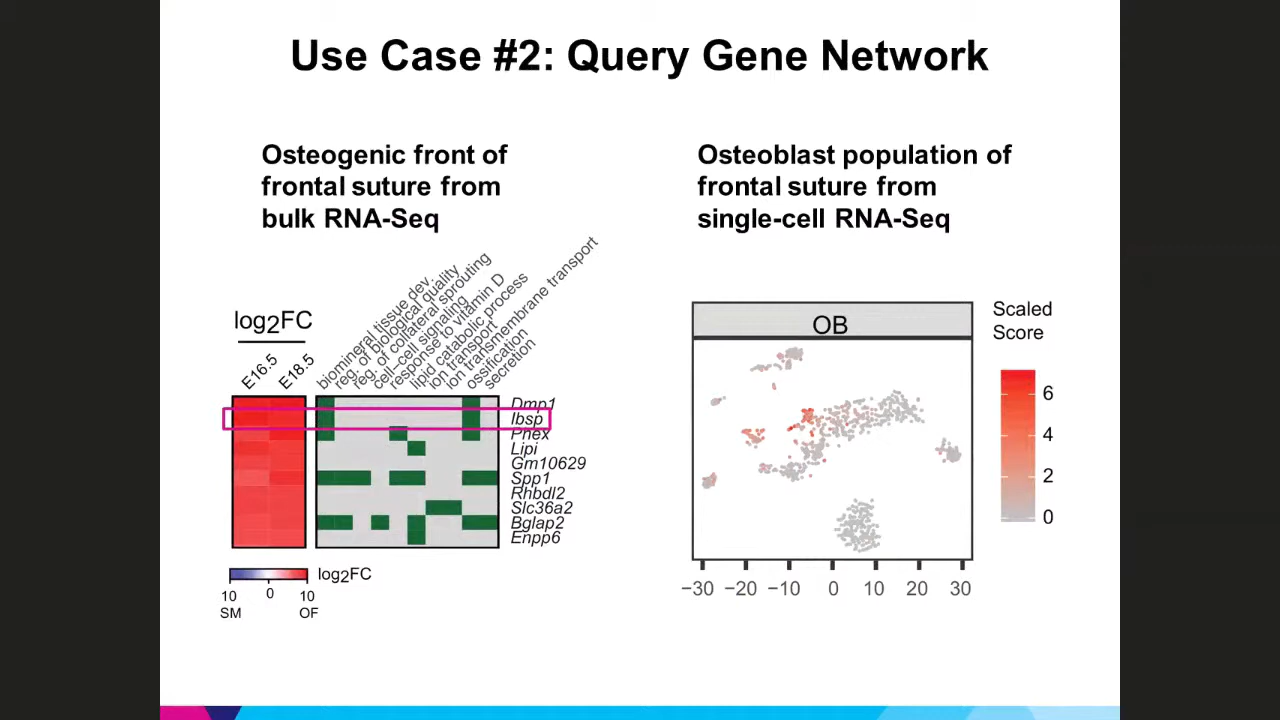 Use Case #2: Query Gene Network
Osteogenic front of
frontal suture from
bulk RNA-Seq
log2FC
E16.5
E18.5
biomineral tissue dev.
reg. of biological quality
reg. of collateral sprouting
cell-cell signaling
response to vitamin D
lipid catabolic process
ion transport
ion transmembrane transport
ossification
secretion
Dmp1
Ibsp
Phex
Lipi
Gm10629
Spp1
Rhbdl2
Slc36a2
Bglap2
Enpp6
log2FC
10 0 10
SM OF
Osteoblast population of
frontal suture from
single-cell RNA-Seq
OB
−30 −20 −10 0 10 20 30
Scaled
Score
6
4
2
0